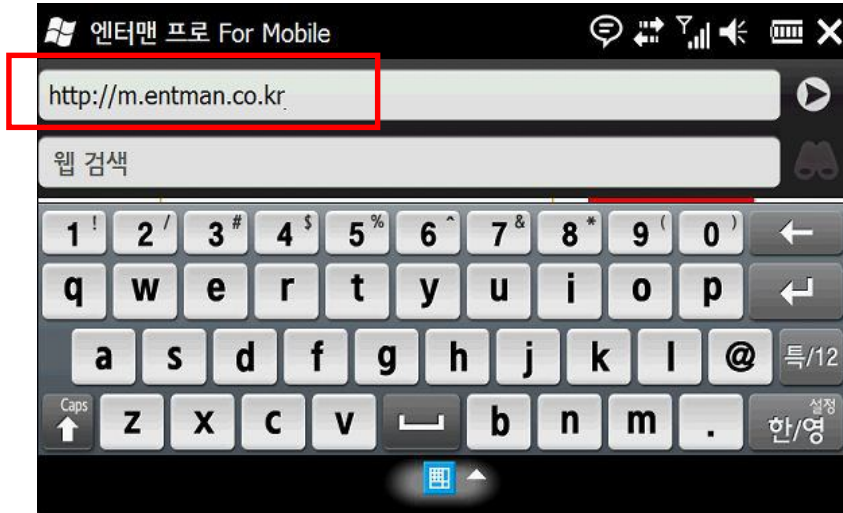 엔터맨 프로 For Mobile
http://m.entman.co.kr
웹 검색
1 ! 2 / 3 # 4 $ 5 % 6 ^ 7 & 8 * 9 ( 0 )
q w e r t y u i o p
a s d f g h j k l @ 특/12
Caps z x c v b n m . 설정 한/영